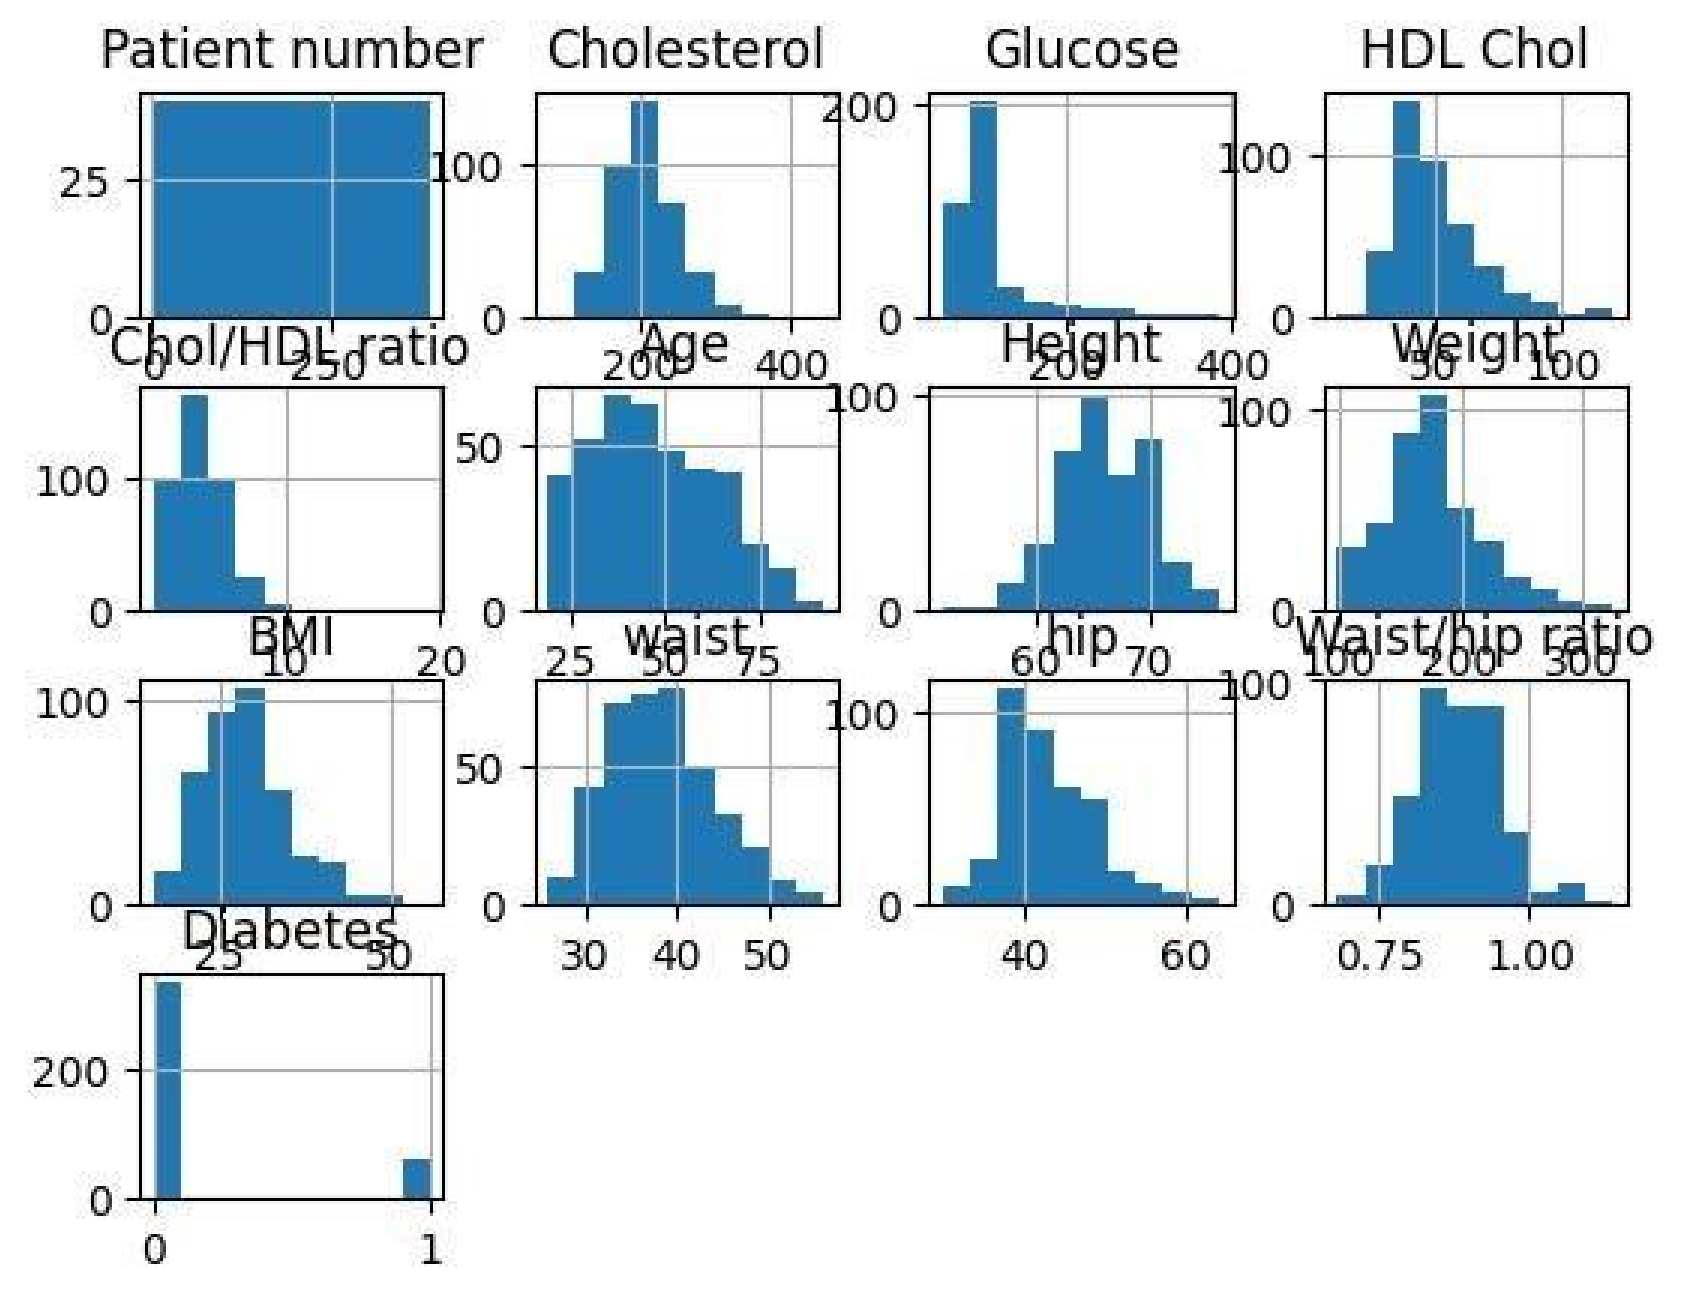 Patient number Cholesterol Glucose HDL Chol
200
100 100
25
0 0 0 0
0 250 200 400 200 400 50 100
Chol/HDL ratio Age Height Weight
100 100
100 50
0 0 0 0
10 20 25 50 75 60 70 100 200 300
BMI waist hip Waist/hip ratio
100 100 100
50
0 0 0 0
25 50 30 40 50 40 60 0.75 1.00
Diabetes
200
0
0 1